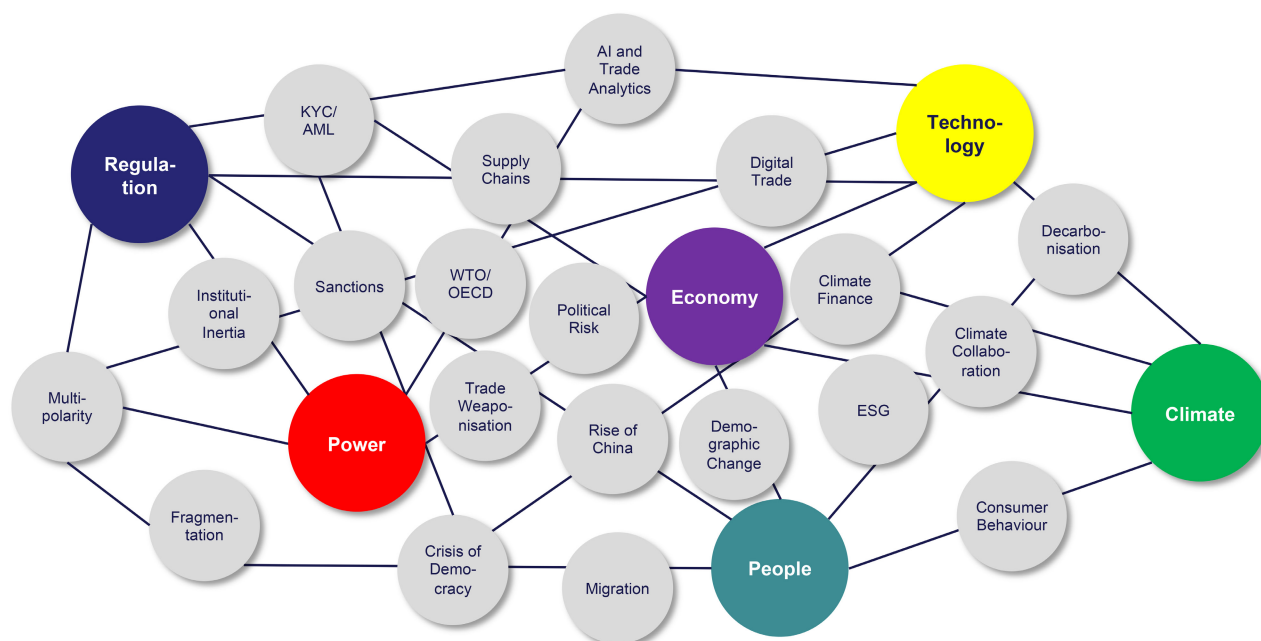 AI and
Trade
Analytics
KYC/
AML
Techno-
logy
Regula-
tion
Supply
Chains
Digital
Trade
Decarbo-
nisation
Institut-
ional
Inertia
Sanctions
WTO/
OECD
Political
Risk
Economy
Climate
Finance
Climate
Collabo-
ration
Multi-
polarity
Power
Trade
Weapo-
nisation
Rise of
China
Demo-
graphic
Change
ESG
Climate
Fragmen-
tation
Crisis of
Demo-
cracy
Migration
People
Consumer
Behaviour